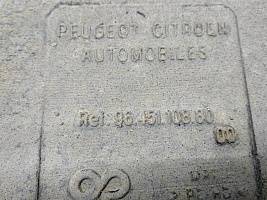 PEUGEOT CITROEN
AUTOMOBILES
Ref: 96.451.108.80
00